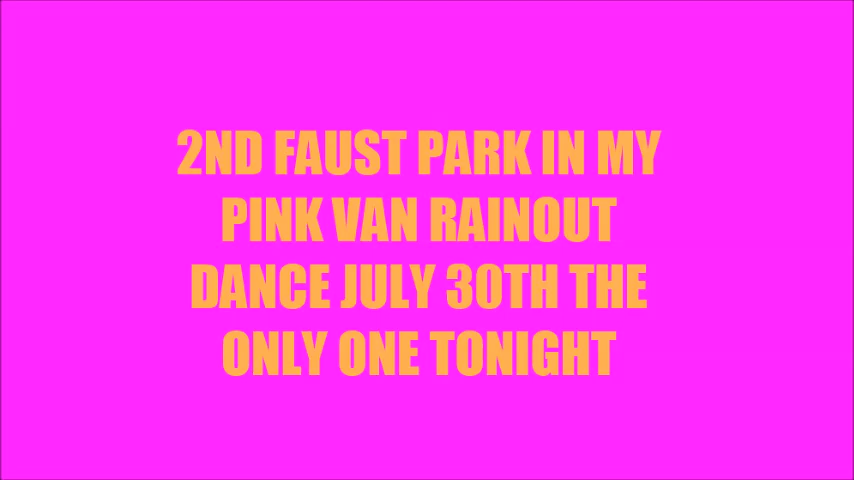 2ND FAUST PARK IN MY
PINK VAN RAINOUT
DANCE JULY 30TH THE
ONLY ONE TONIGHT